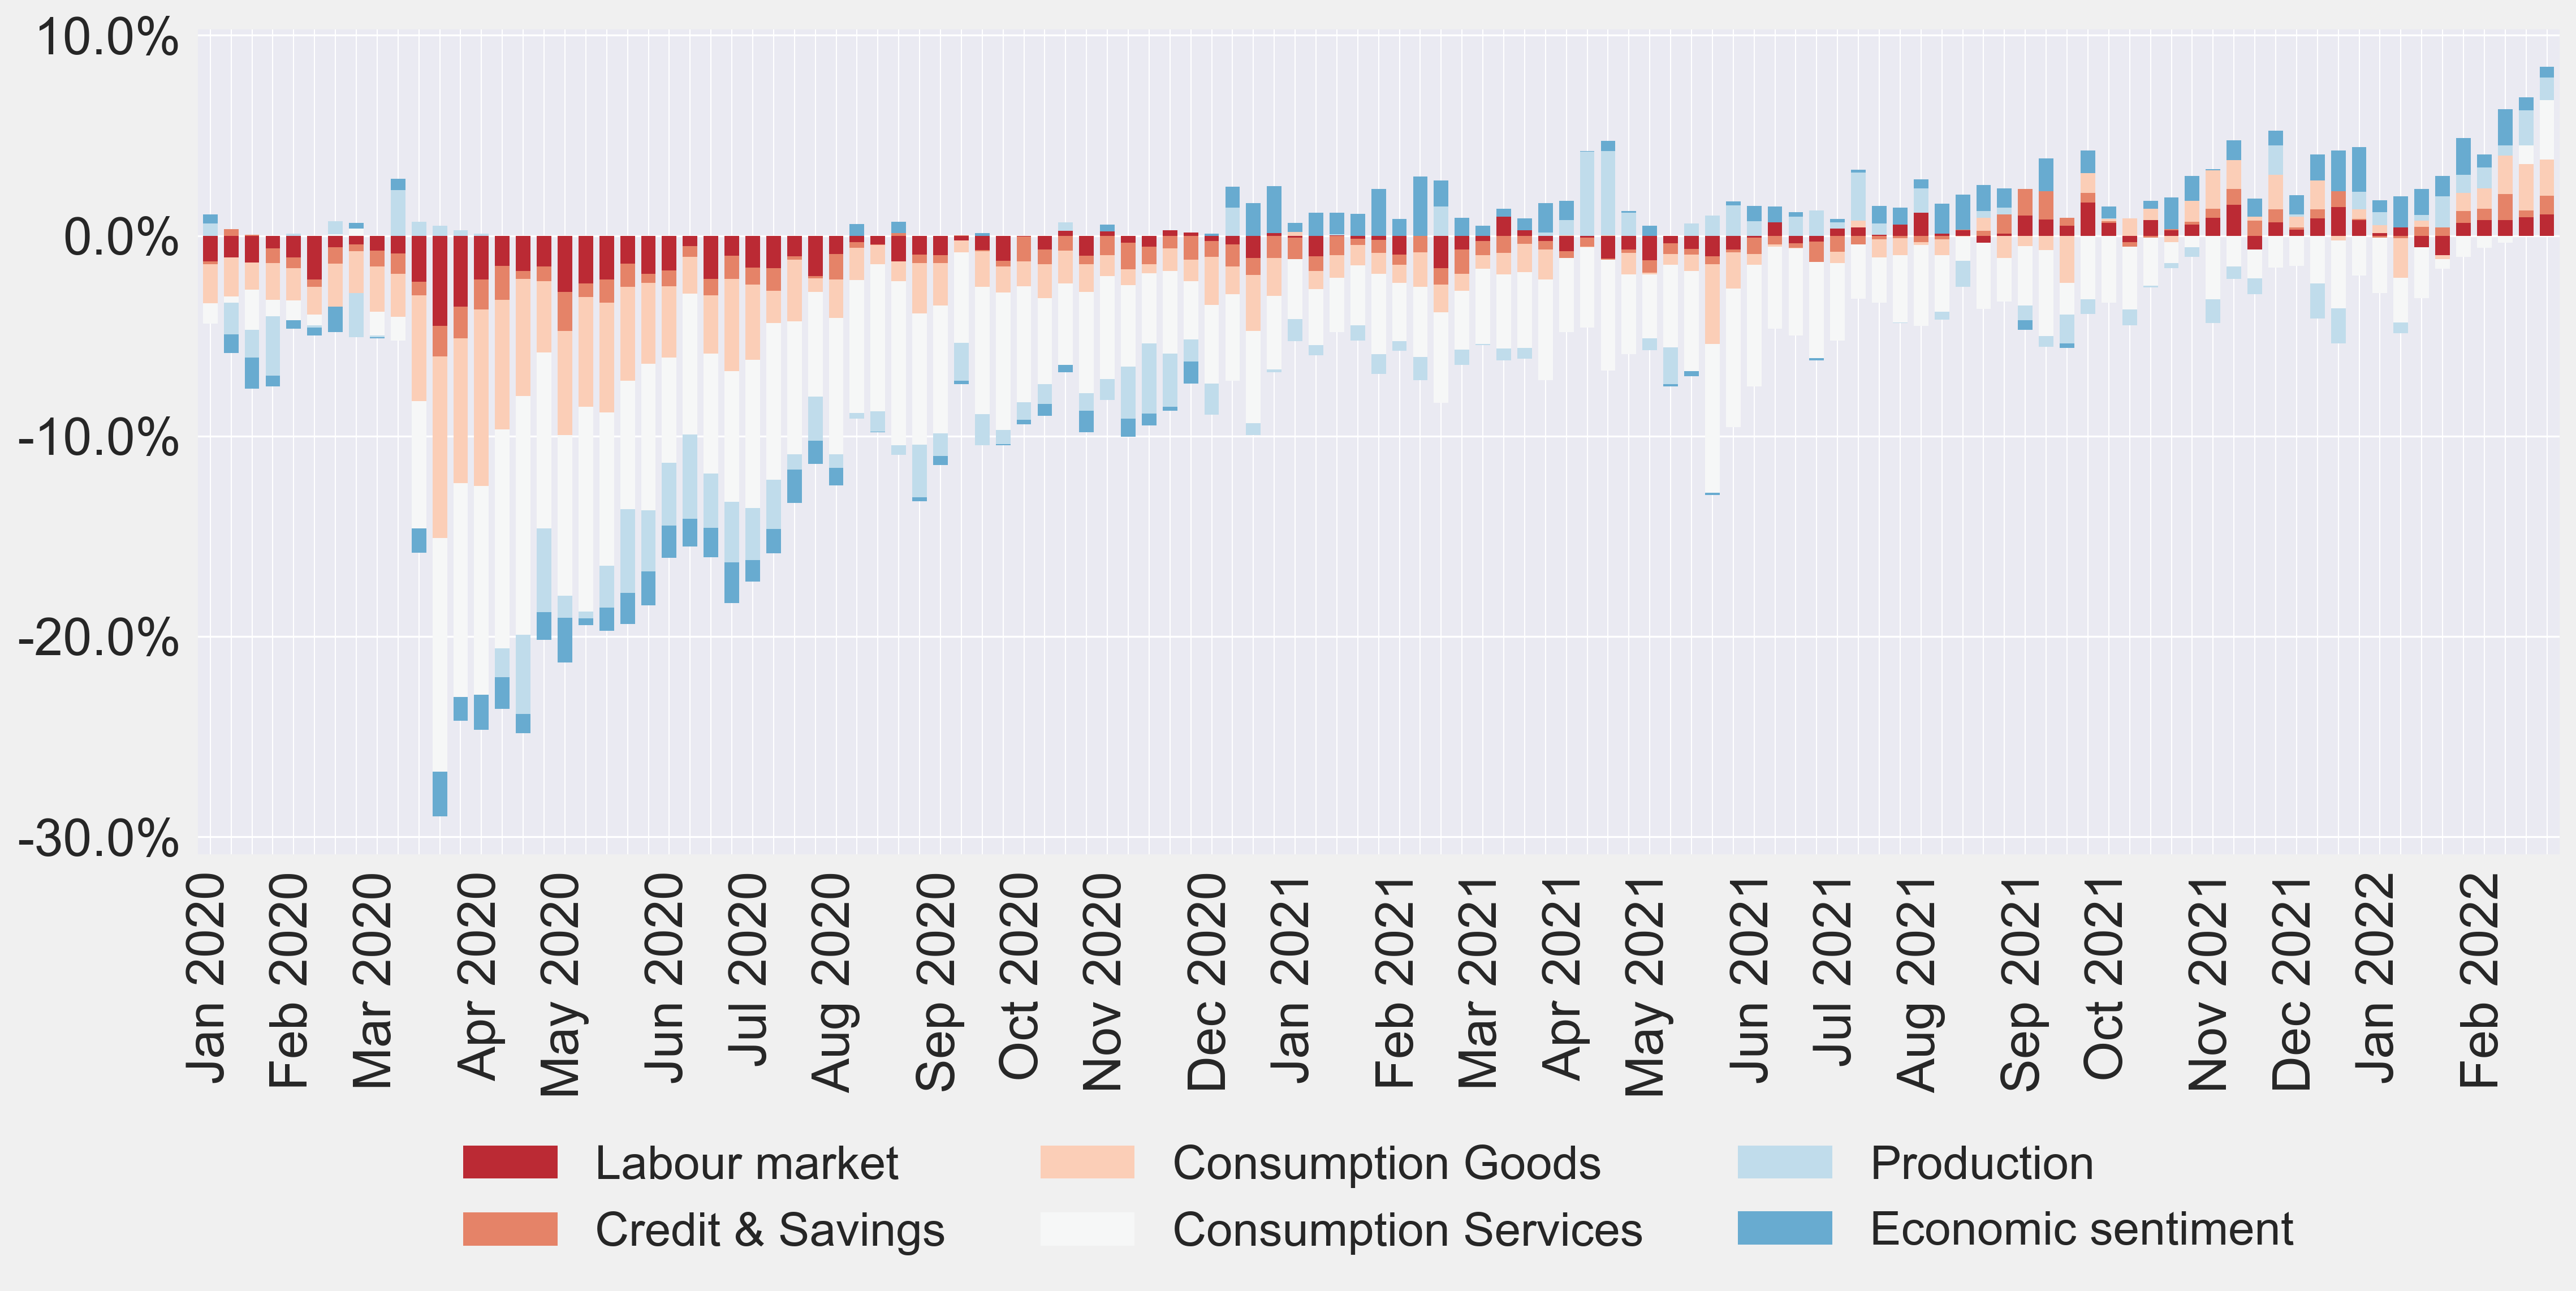 10.0%
0.0%
-10.0%
-20.0%
-30.0%
Jan 2020
Feb 2020
Mar 2020
Apr 2020
May 2020
Jun 2020
Jul 2020
Aug 2020
Sep 2020
Oct 2020
Nov 2020
Dec 2020
Jan 2021
Feb 2021
Mar 2021
Apr 2021
May 2021
Jun 2021
Jul 2021
Aug 2021
Sep 2021
Oct 2021
Nov 2021
Dec 2021
Jan 2022
Feb 2022
Labour market
Consumption Goods
Production
Credit & Savings
Consumption Services
Economic sentiment